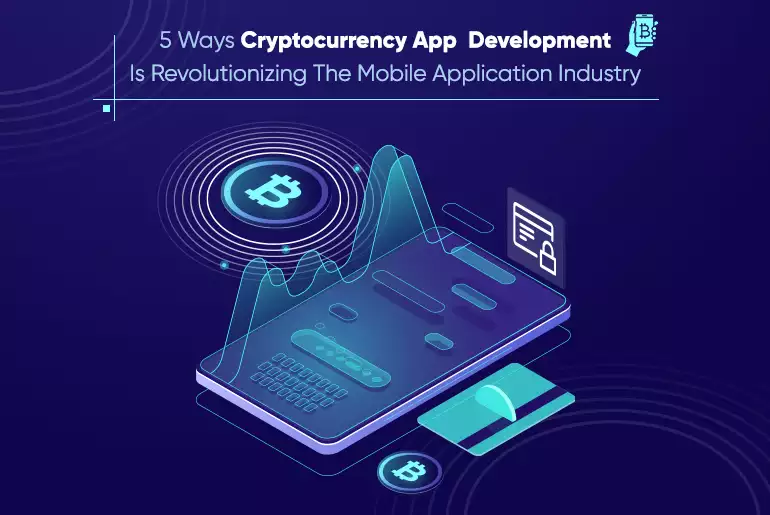 5 Ways Cryptocurrency App Development
Is Revolutionizing The Mobile Application Industry